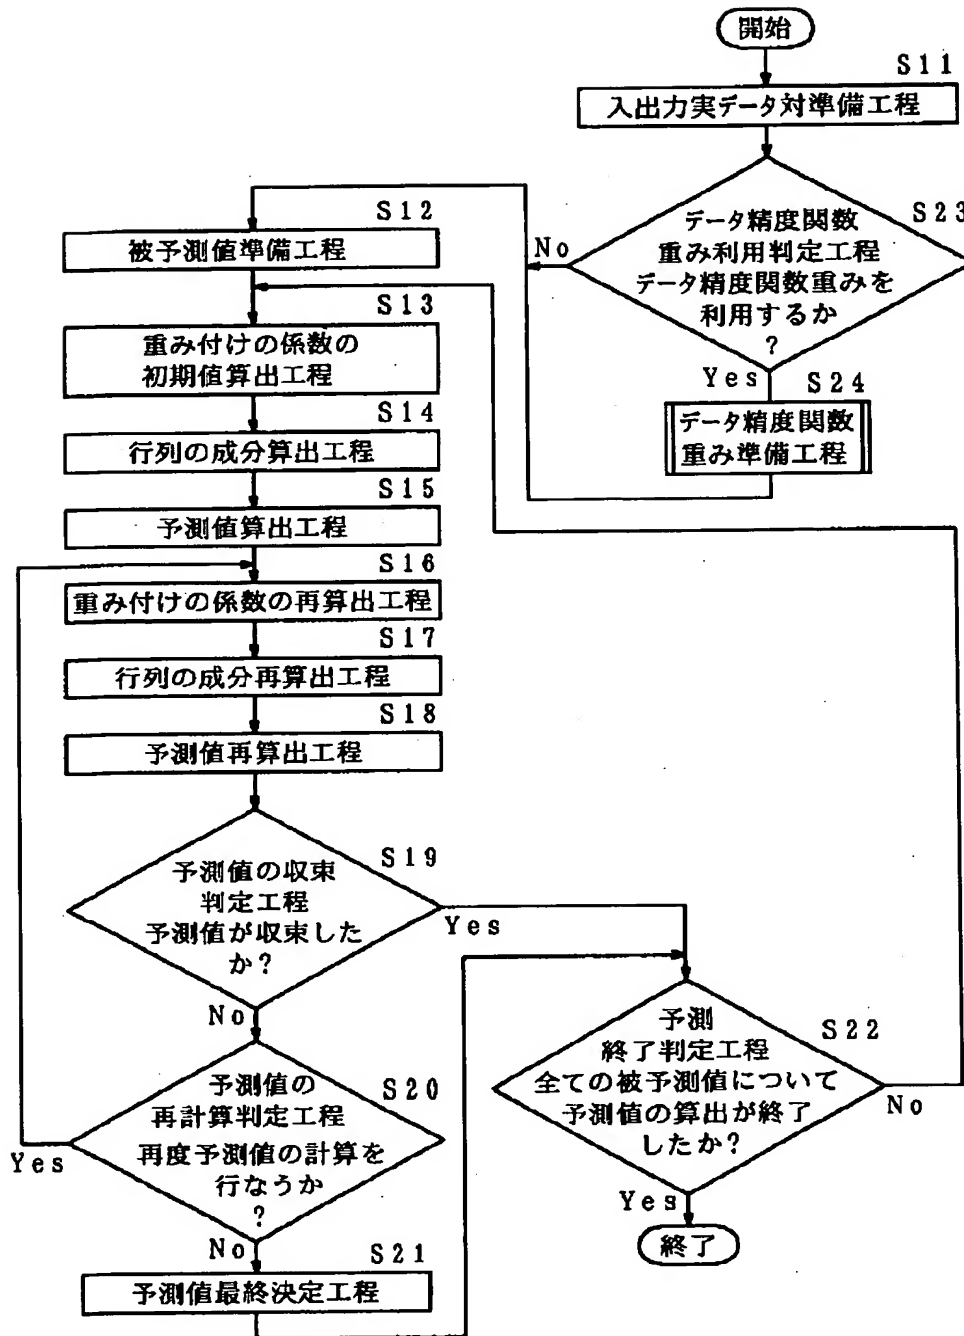 開始
S11
入出力実データ対準備工程
S23
データ精度関数
重み利用判定工程
データ精度関数重みを
利用するか
?
No
Yes
S24
データ精度関数
重み準備工程
S12
被予測値準備工程
S13
重み付けの係数の
初期値算出工程
S14
行列の成分算出工程
S15
予測値算出工程
S16
重み付けの係数の再算出工程
S17
行列の成分再算出工程
S18
予測値再算出工程
S19
予測値の収束
判定工程
予測値が収束した
か?
Yes
No
S20
予測値の
再計算判定工程
再度予測値の計算を
行なうか
?
Yes
No
S21
予測値最終決定工程
S22
予測
終了判定工程
全ての被予測値について
予測値の算出が終了
したか?
No
Yes
終了